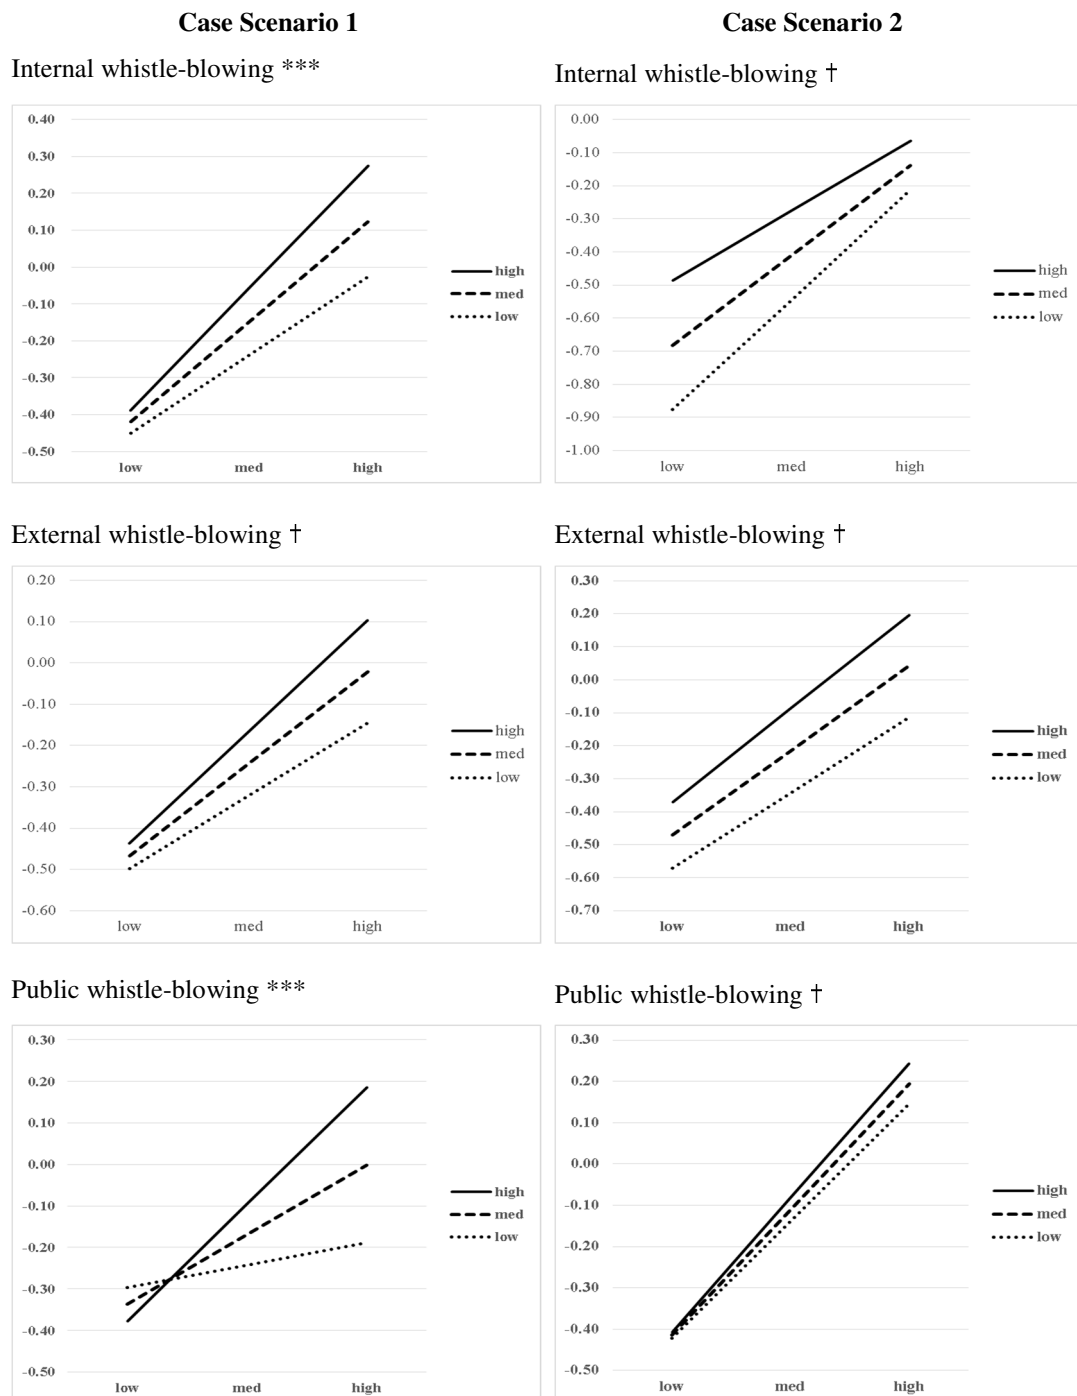 Case Scenario 1
Case Scenario 2
Internal whistle-blowing ***
0.40
0.30
0.20
0.10
0.00
-0.10
-0.20
-0.30
-0.40
-0.50
low med high
high
med
low
Internal whistle-blowing †
0.00
-0.10
-0.20
-0.30
-0.40
-0.50
-0.60
-0.70
-0.80
-0.90
-1.00
low med high
high
med
low
External whistle-blowing †
0.20
0.10
0.00
-0.10
-0.20
-0.30
-0.40
-0.50
-0.60
low med high
high
med
low
External whistle-blowing †
0.30
0.20
0.10
0.00
-0.10
-0.20
-0.30
-0.40
-0.50
-0.60
-0.70
low med high
high
med
low
Public whistle-blowing ***
0.30
0.20
0.10
0.00
-0.10
-0.20
-0.30
-0.40
-0.50
low med high
high
med
low
Public whistle-blowing †
0.30
0.20
0.10
0.00
-0.10
-0.20
-0.30
-0.40
-0.50
low med high
high
med
low